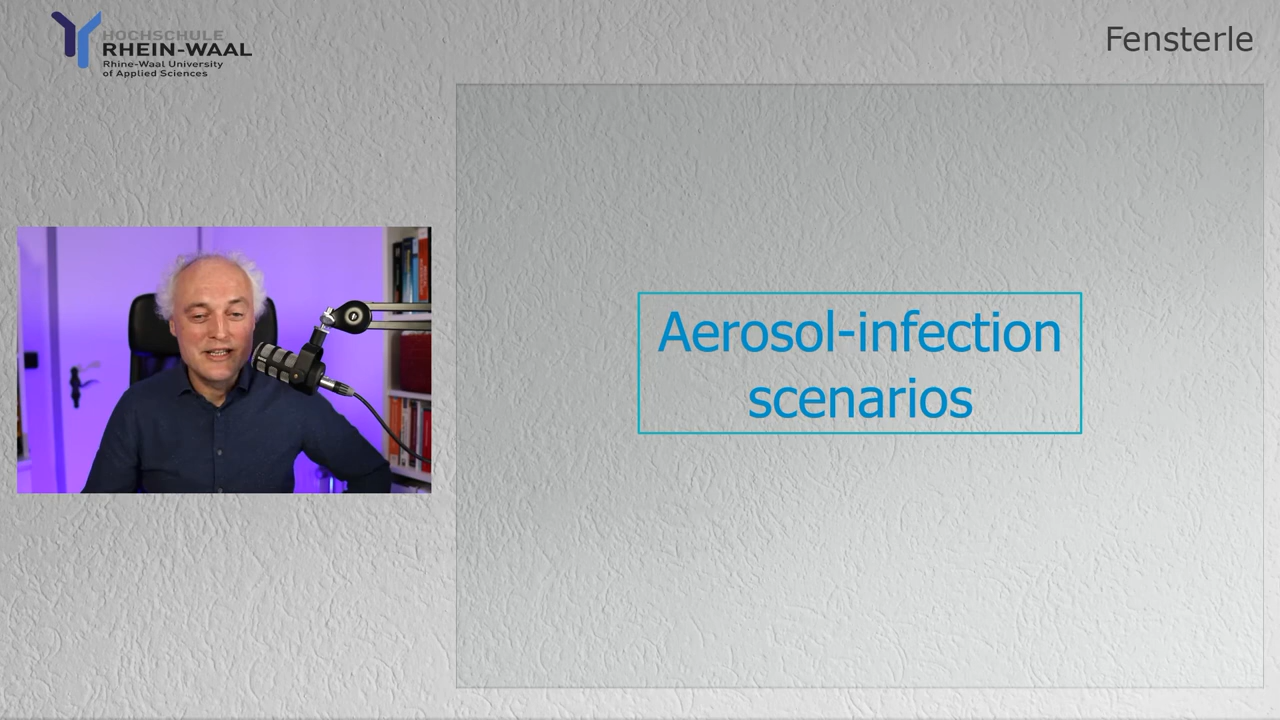 HOCHSCHULE
RHEIN-WAAL
Rhine-Waal University
of Applied Sciences
Fensterle
Aerosol-infection
scenarios